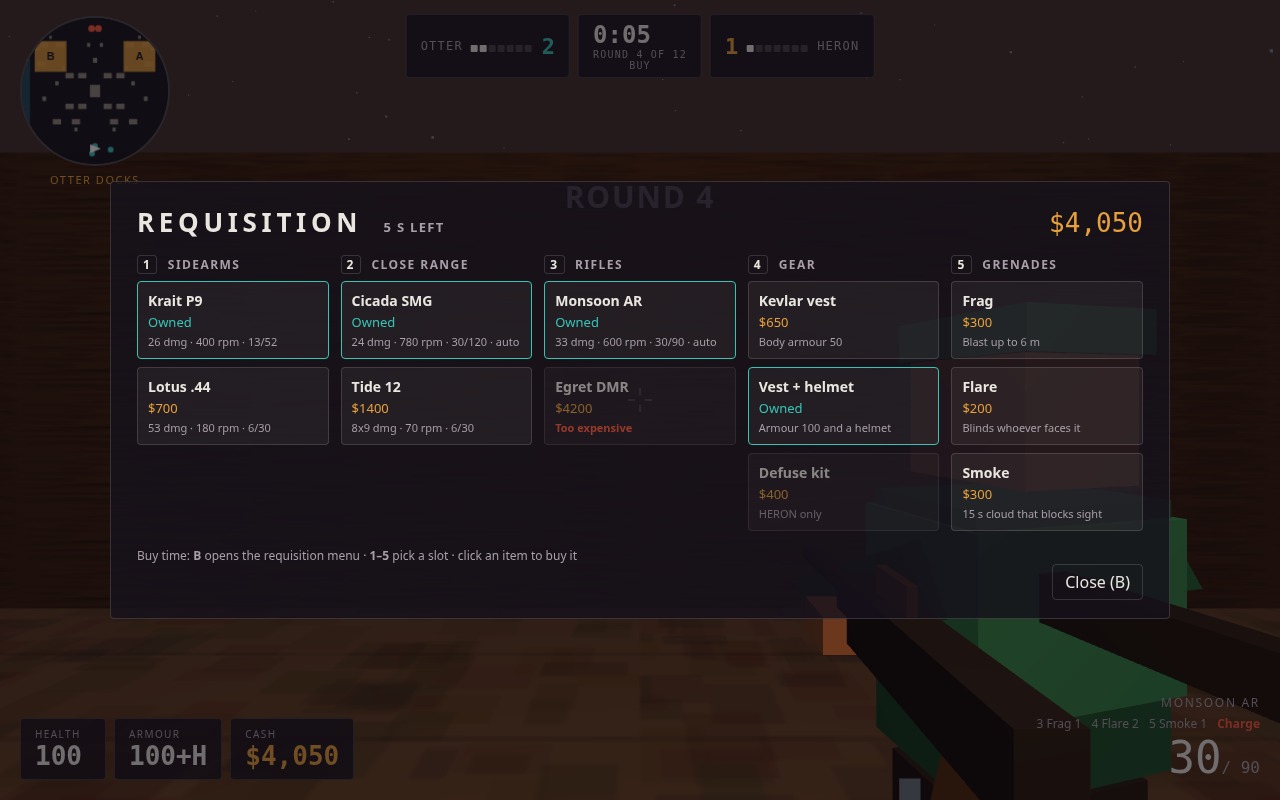 B
A
OTTER DOCKS
OTTER 2
0:05
ROUND 4 OF 12
BUY
1 HERON
ROUND 4
REQUISITION 5 S LEFT $4,050
1 SIDEARMS
Krait P9
Owned
26 dmg · 400 rpm · 13/52
Lotus .44
$700
53 dmg · 180 rpm · 6/30
2 CLOSE RANGE
Cicada SMG
Owned
24 dmg · 780 rpm · 30/120 · auto
Tide 12
$1400
8x9 dmg · 70 rpm · 6/30
3 RIFLES
Monsoon AR
Owned
33 dmg · 600 rpm · 30/90 · auto
Egret DMR
$4200
Too expensive
4 GEAR
Kevlar vest
$650
Body armour 50
Vest + helmet
Owned
Armour 100 and a helmet
Defuse kit
$400
HERON only
5 GRENADES
Frag
$300
Blast up to 6 m
Flare
$200
Blinds whoever faces it
Smoke
$300
15 s cloud that blocks sight
Buy time: B opens the requisition menu · 1–5 pick a slot · click an item to buy it
Close (B)
HEALTH
100
ARMOUR
100+H
CASH
$4,050
MONSOON AR
3 Frag 1 4 Flare 2 5 Smoke 1 Charge
30 / 90